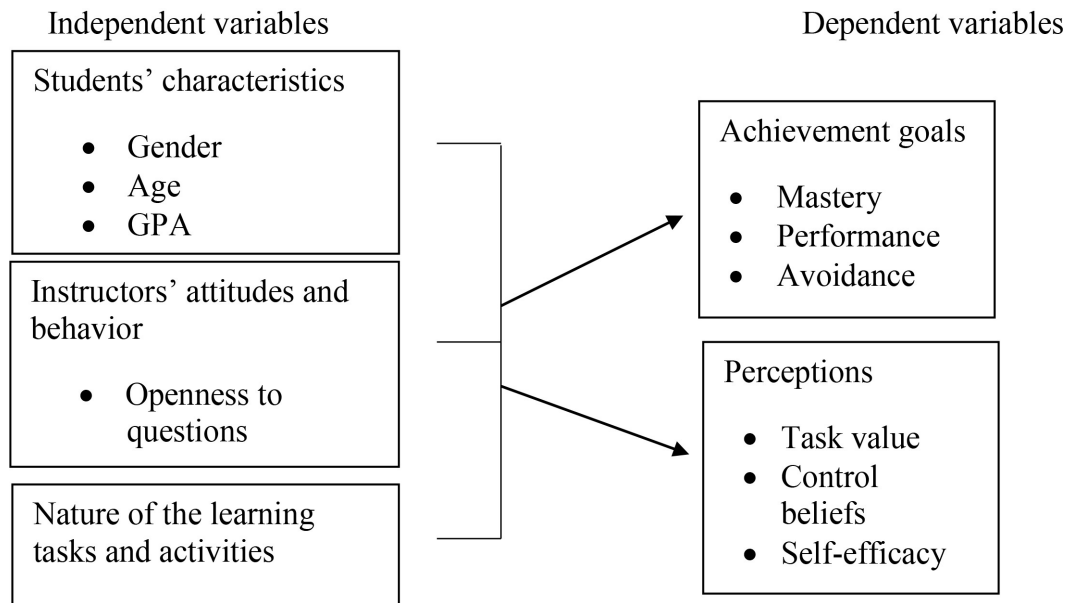 Independent variables
Dependent variables
Students’ characteristics
• Gender
• Age
• GPA
Instructors’ attitudes and
behavior
• Openness to
questions
Nature of the learning
tasks and activities
Achievement goals
• Mastery
• Performance
• Avoidance
Perceptions
• Task value
• Control
beliefs
• Self-efficacy